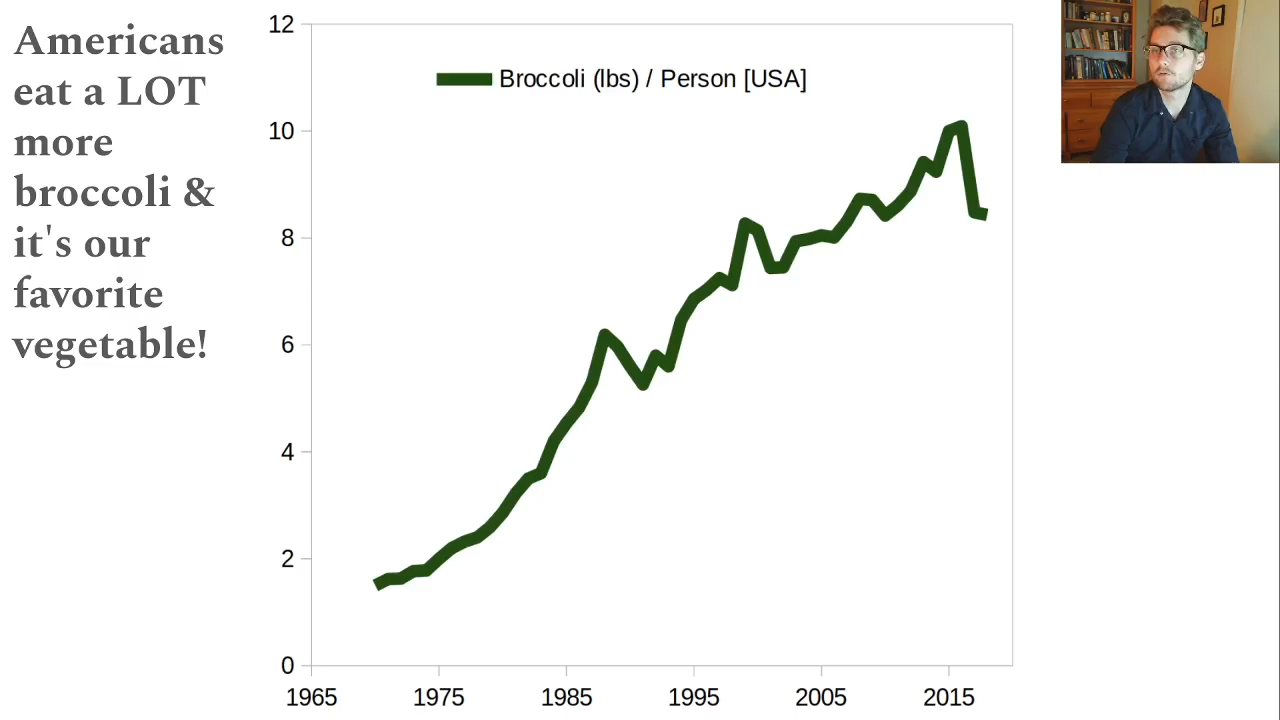 Americans
eat a LOT
more
broccoli &
it's our
favorite
vegetable!
Broccoli (lbs) / Person [USA]
12
10
8
6
4
2
0
1965 1975 1985 1995 2005 2015